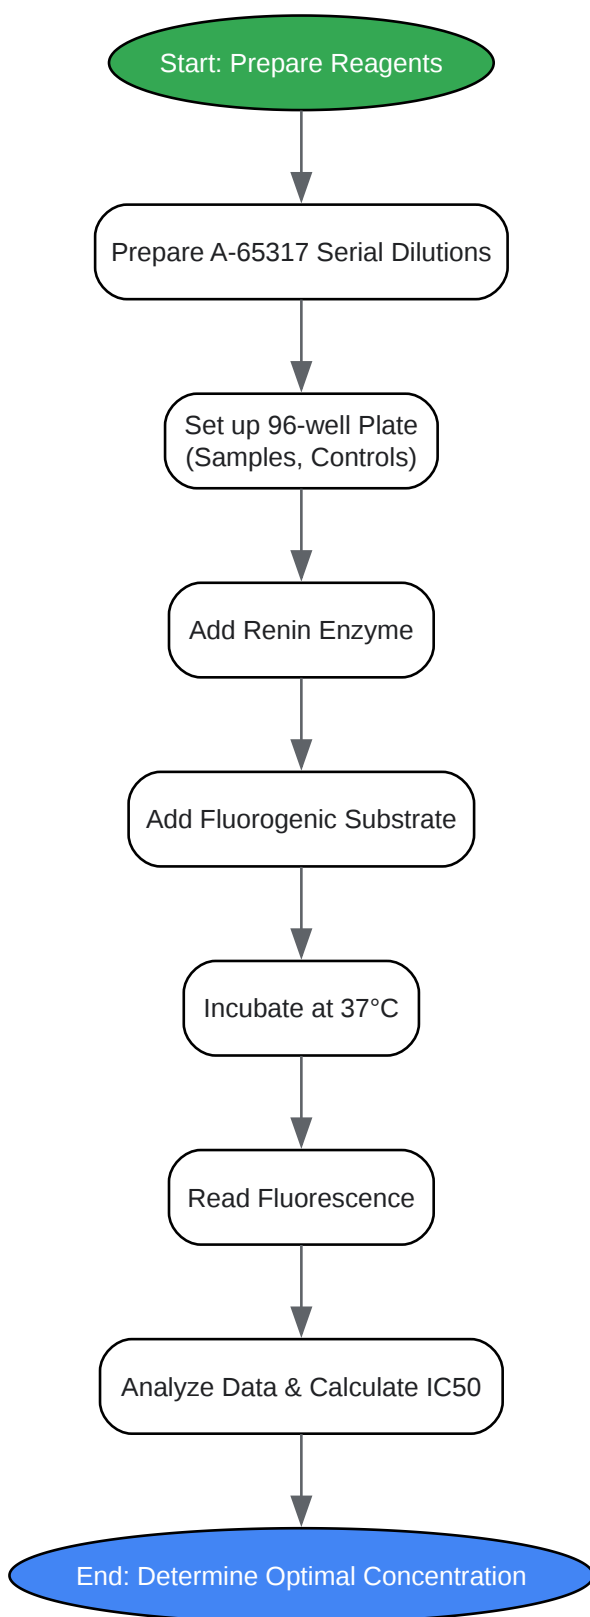 Start: Prepare Reagents
Prepare A-65317 Serial Dilutions
Set up 96-well Plate
(Samples, Controls)
Add Renin Enzyme
Add Fluorogenic Substrate
Incubate at 37°C
Read Fluorescence
Analyze Data & Calculate IC50
End: Determine Optimal Concentration